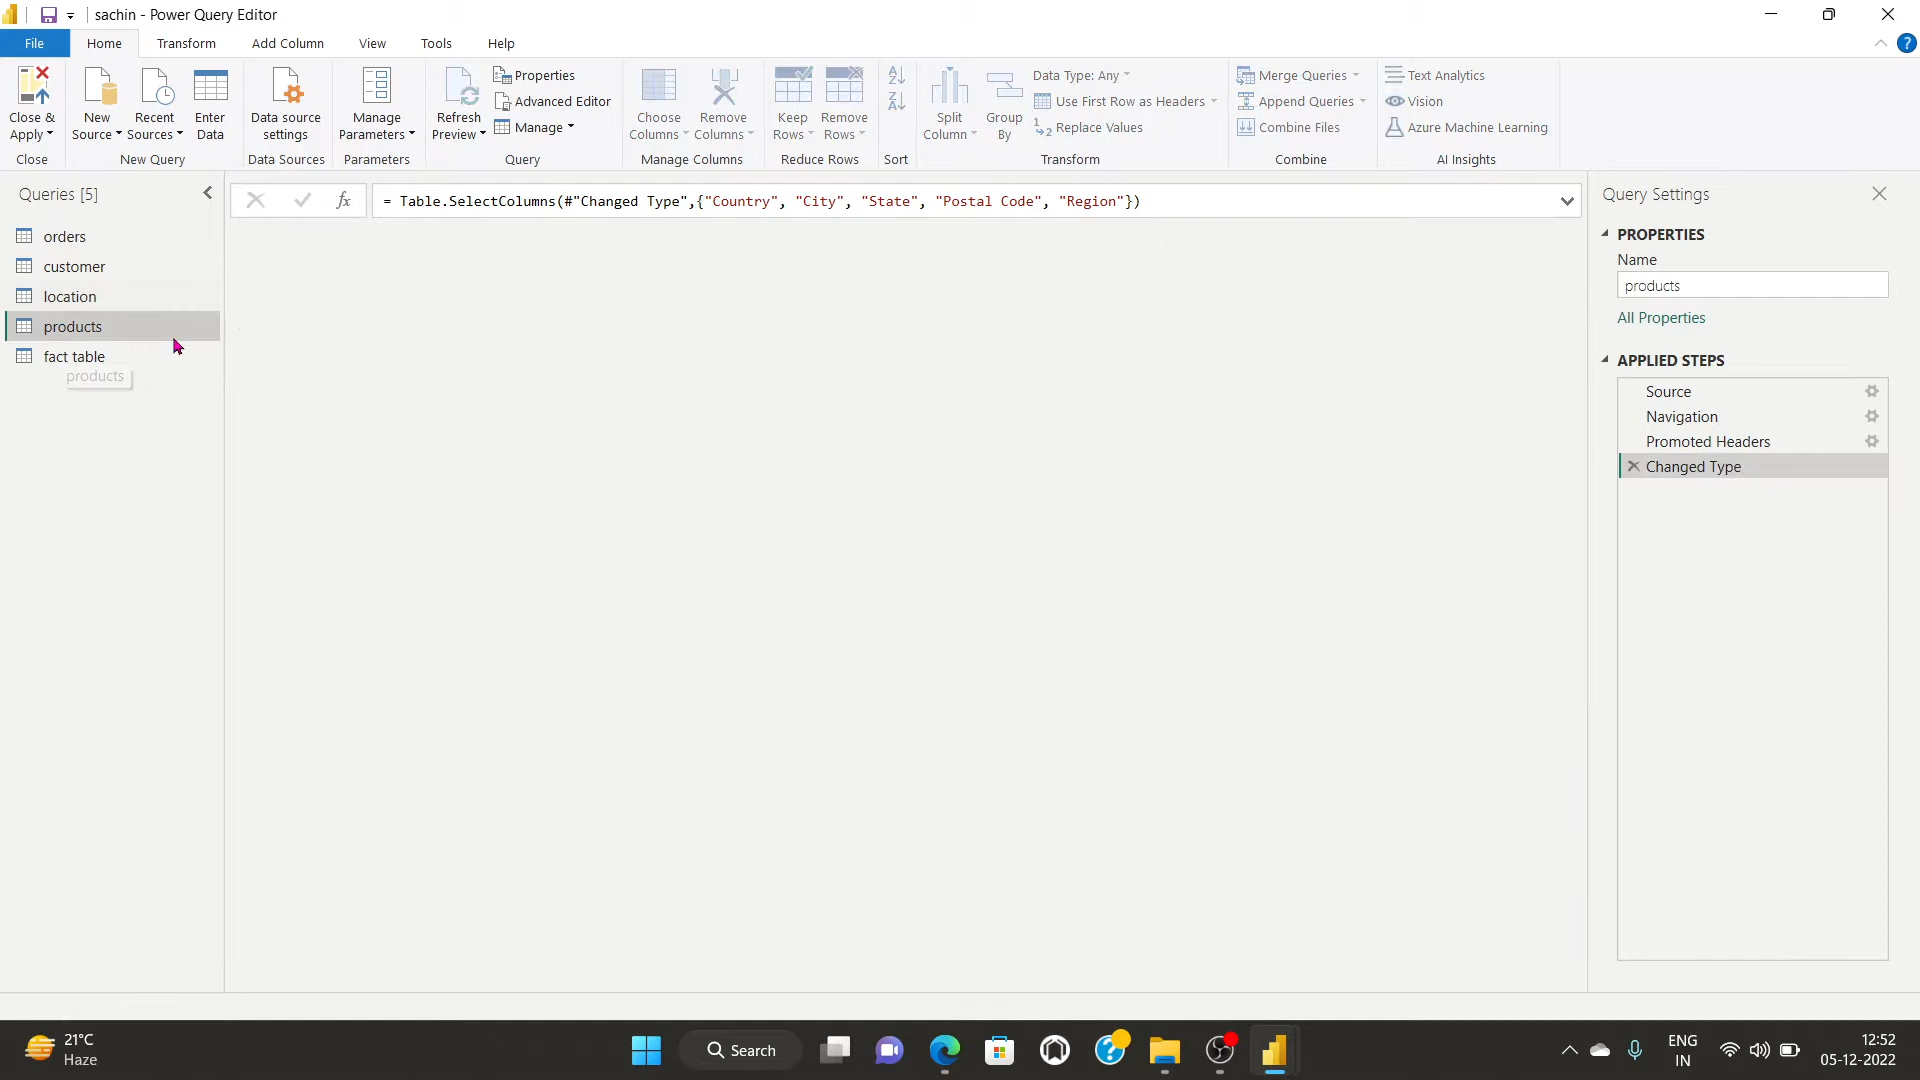 sachin - Power Query Editor
File Home Transform Add Column View Tools Help
Close & Apply
New Source
Recent Sources
Enter Data
Data source settings
Manage Parameters
Refresh Preview
Properties
Advanced Editor
Manage
Choose Columns
Remove Columns
Keep Rows
Remove Rows
A Z
Z A
Split Column
Group By
Data Type: Any
Use First Row as Headers
1 2 Replace Values
Merge Queries
Append Queries
Combine Files
Text Analytics
Vision
Azure Machine Learning
Close New Query Data Sources Parameters Query Manage Columns Reduce Rows Sort Transform Combine AI Insights
Queries [5]
orders
customer
location
products
fact table
products
fx = Table.SelectColumns(#"Changed Type",{"Country", "City", "State", "Postal Code", "Region"})
Query Settings
PROPERTIES
Name
products
All Properties
APPLIED STEPS
Source
Navigation
Promoted Headers
Changed Type
21°C
Haze
Search
ENG
IN
12:52
05-12-2022